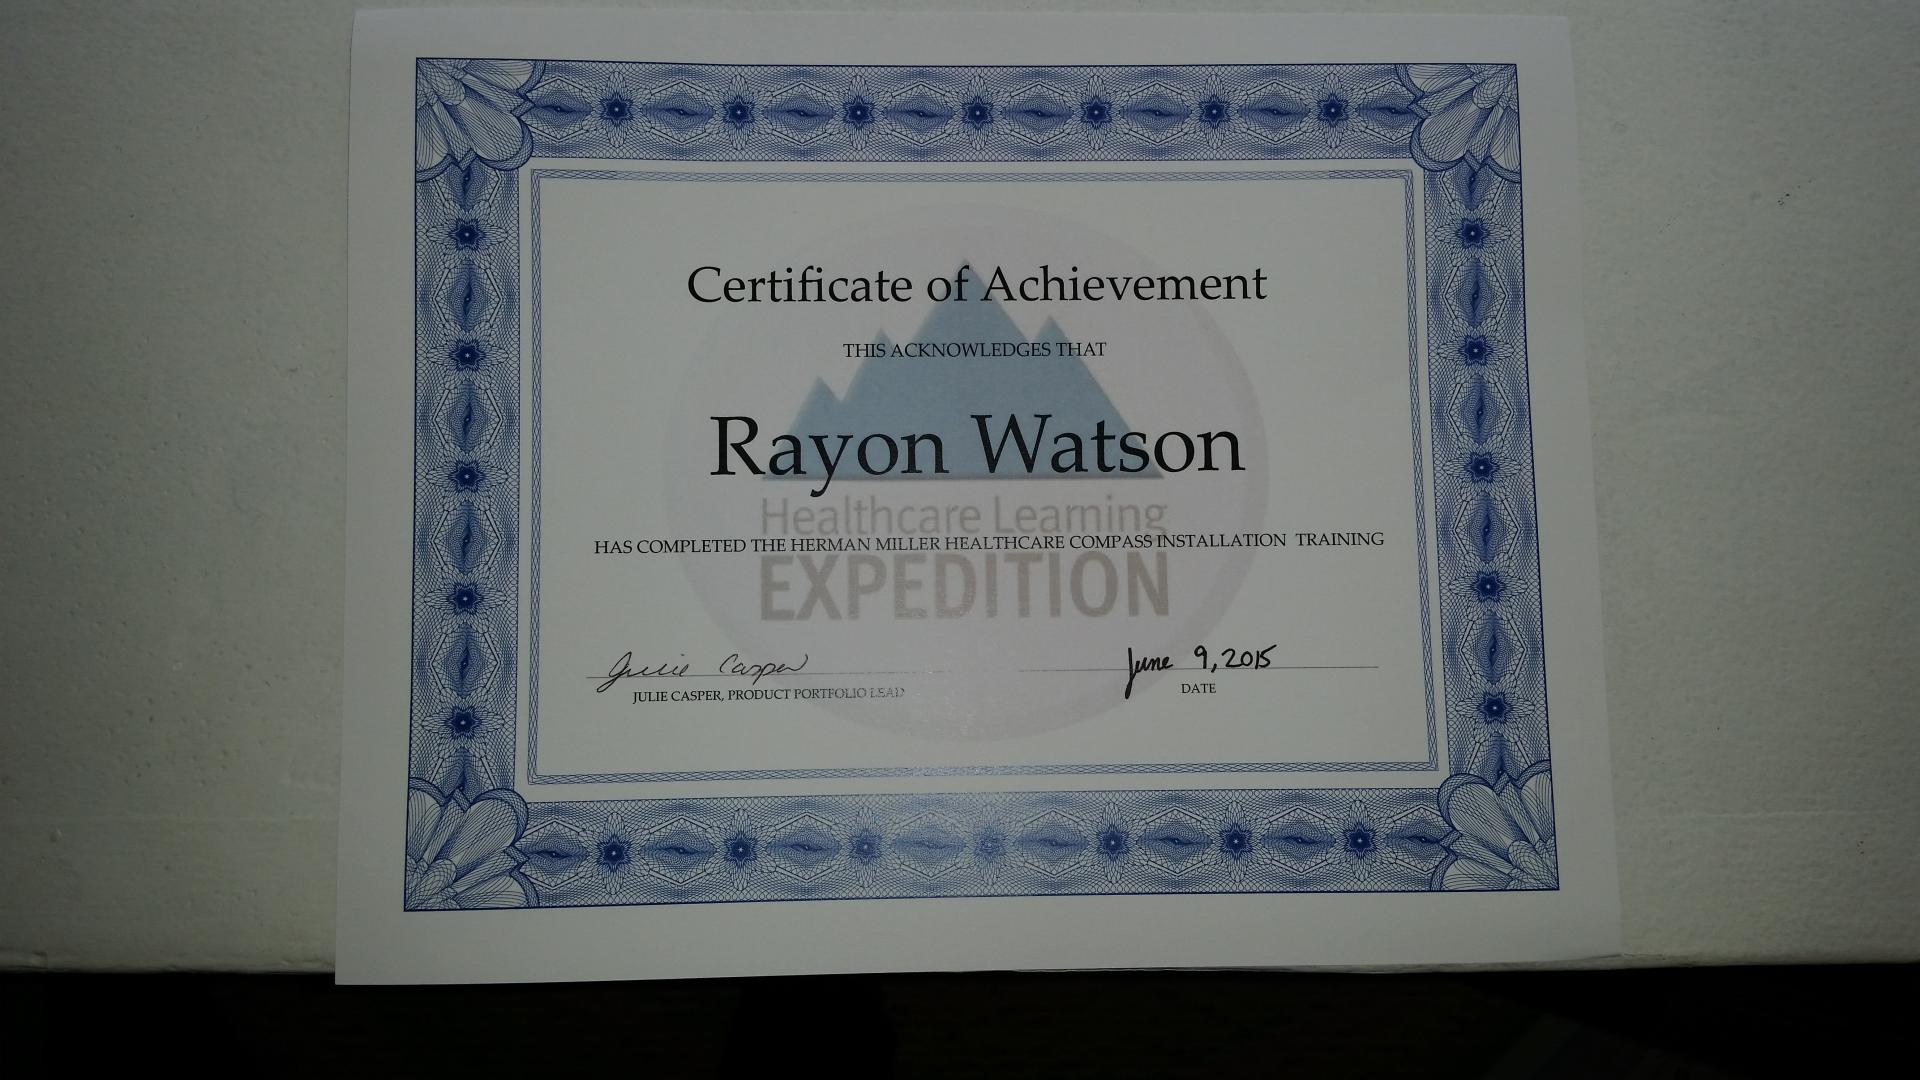 Certificate of Achievement
THIS ACKNOWLEDGES THAT
Rayon Watson
Healthcare Learning
HAS COMPLETED THE HERMAN MILLER HEALTHCARE COMPASS INSTALLATION TRAINING
EXPEDITION
Julie Casper
June 9, 2015
JULIE CASPER, PRODUCT PORTFOLIO LEAD
DATE